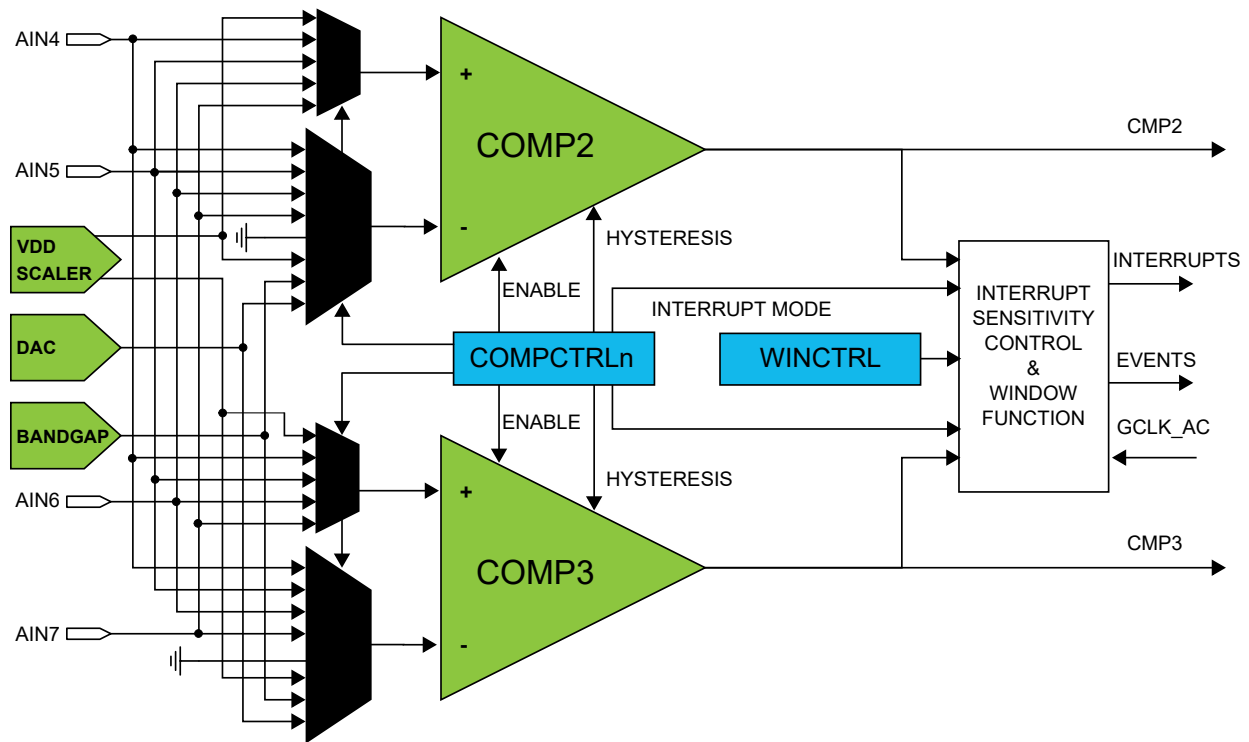 AIN4
+
COMP2
CMP2
AIN5
-
HYSTERESIS
VDD
SCALER
ENABLE
INTERRUPT MODE
INTERRUPTS
INTERRUPT
SENSITIVITY
CONTROL
&
WINDOW
FUNCTION
DAC
COMPCTRLn
WINCTRL
EVENTS
BANDGAP
ENABLE
GCLK_AC
HYSTERESIS
AIN6
+
COMP3
CMP3
AIN7
-